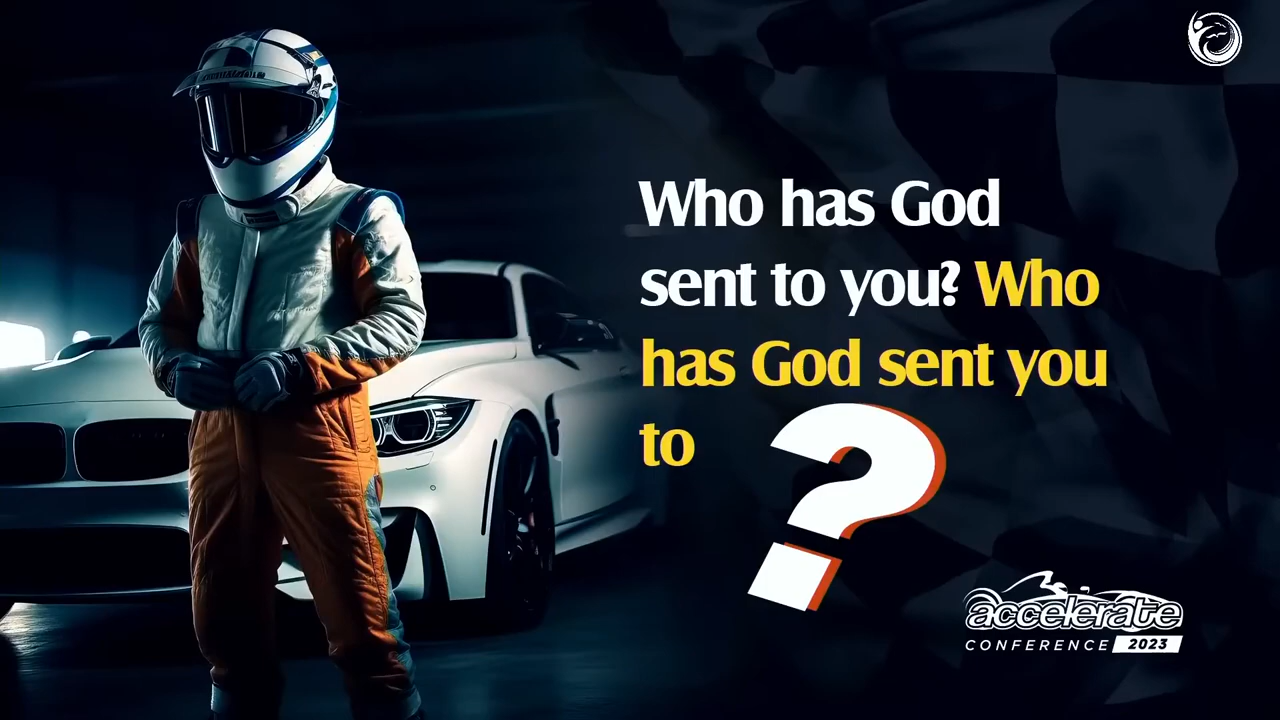 Who has God
sent to you? Who
has God sent you
to
?
accelerate
CONFERENCE 2023